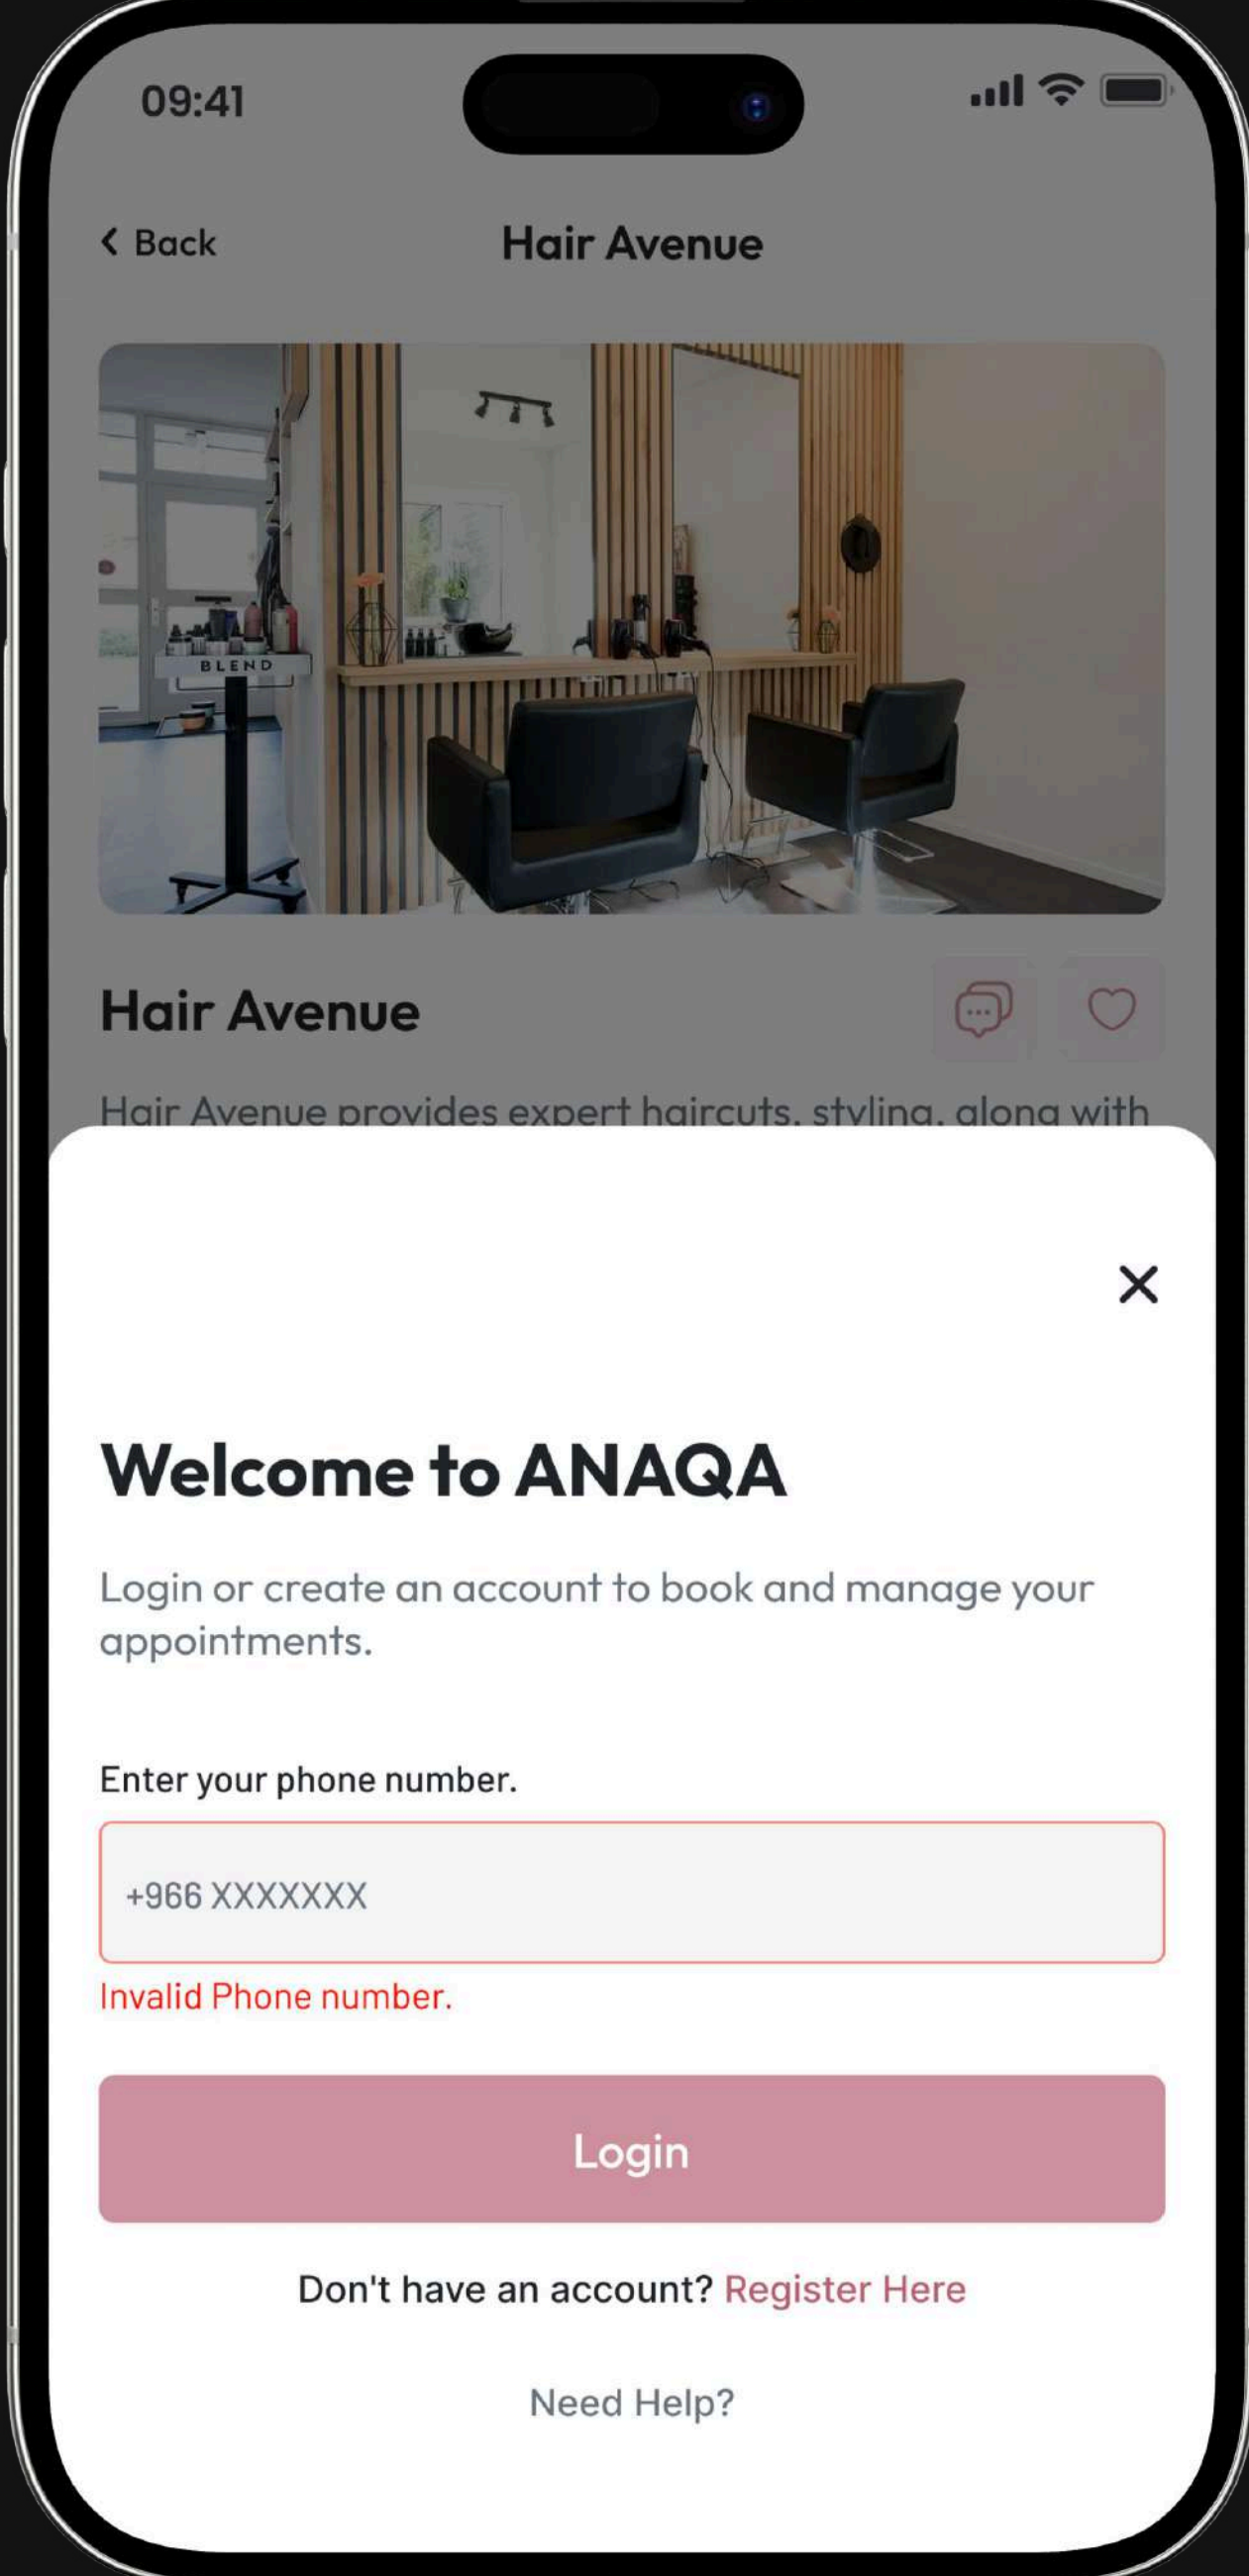 09:41
Back
Hair Avenue
BLEND
Hair Avenue
Hair Avenue provides expert haircuts, styling, along with
Welcome to ANAQA
Login or create an account to book and manage your
appointments.
Enter your phone number.
+966 XXXXXXX
Invalid Phone number.
Login
Don't have an account? Register Here
Need Help?